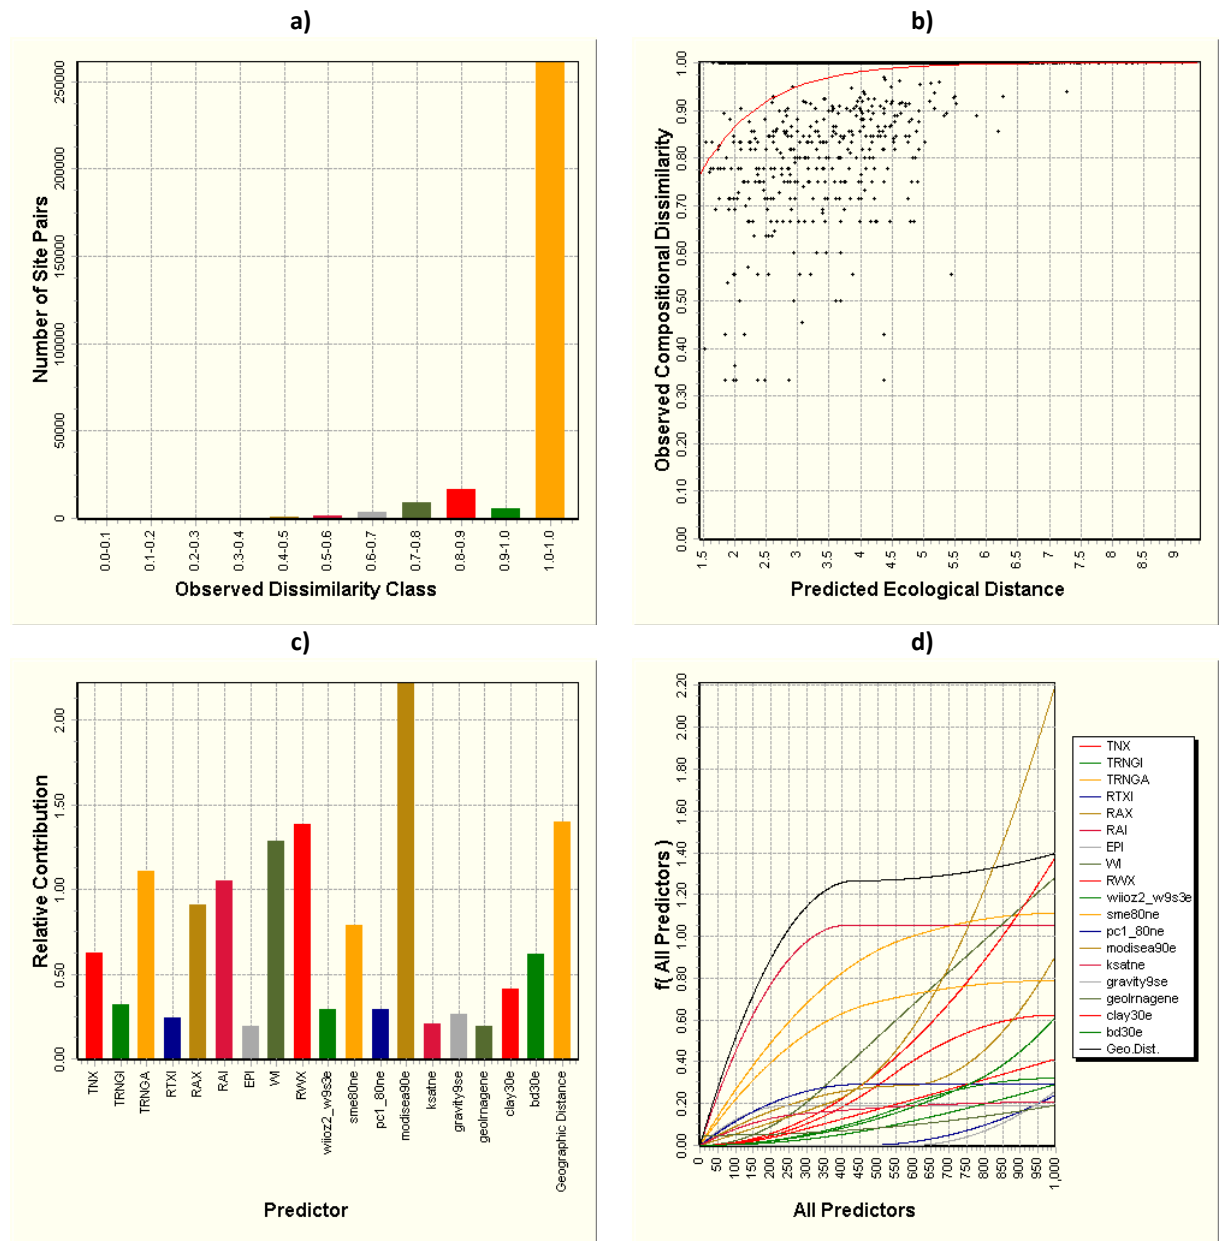 a)
250000
200000
150000
100000
50000
0
Number of Site Pairs
0.0-0.1
0.1-0.2
0.2-0.3
0.3-0.4
0.4-0.5
0.5-0.6
0.6-0.7
0.7-0.8
0.8-0.9
0.9-1.0
1.0-1.0
Observed Dissimilarity Class
b)
1.00
0.90
0.80
0.70
0.60
0.50
0.40
0.30
0.20
0.10
0.00
Observed Compositional Dissimilarity
1.5
2
2.5
3
3.5
4
4.5
5
5.5
6
6.5
7
7.5
8
8.5
9
Predicted Ecological Distance
c)
2.00
1.50
1.00
0.50
0.00
Relative Contribution
TNX
TRNGI
TRNGA
RTXI
RAX
RAI
EPI
WI
RWX
wiioz2_w9s3e
sme80ne
pc1_80ne
modisea90e
ksatne
gravity9se
geolrnagene
clay30e
bd30e
Geographic Distance
Predictor
d)
2.20
2.00
1.80
1.60
1.40
1.20
1.00
0.80
0.60
0.40
0.20
0.00
f( All Predictors )
0
50
100
150
200
250
300
350
400
450
500
550
600
650
700
750
800
850
900
950
1,000
All Predictors
TNX
TRNGI
TRNGA
RTXI
RAX
RAI
EPI
WI
RWX
wiioz2_w9s3e
sme80ne
pc1_80ne
modisea90e
ksatne
gravity9se
geolrnagene
clay30e
bd30e
Geo.Dist.